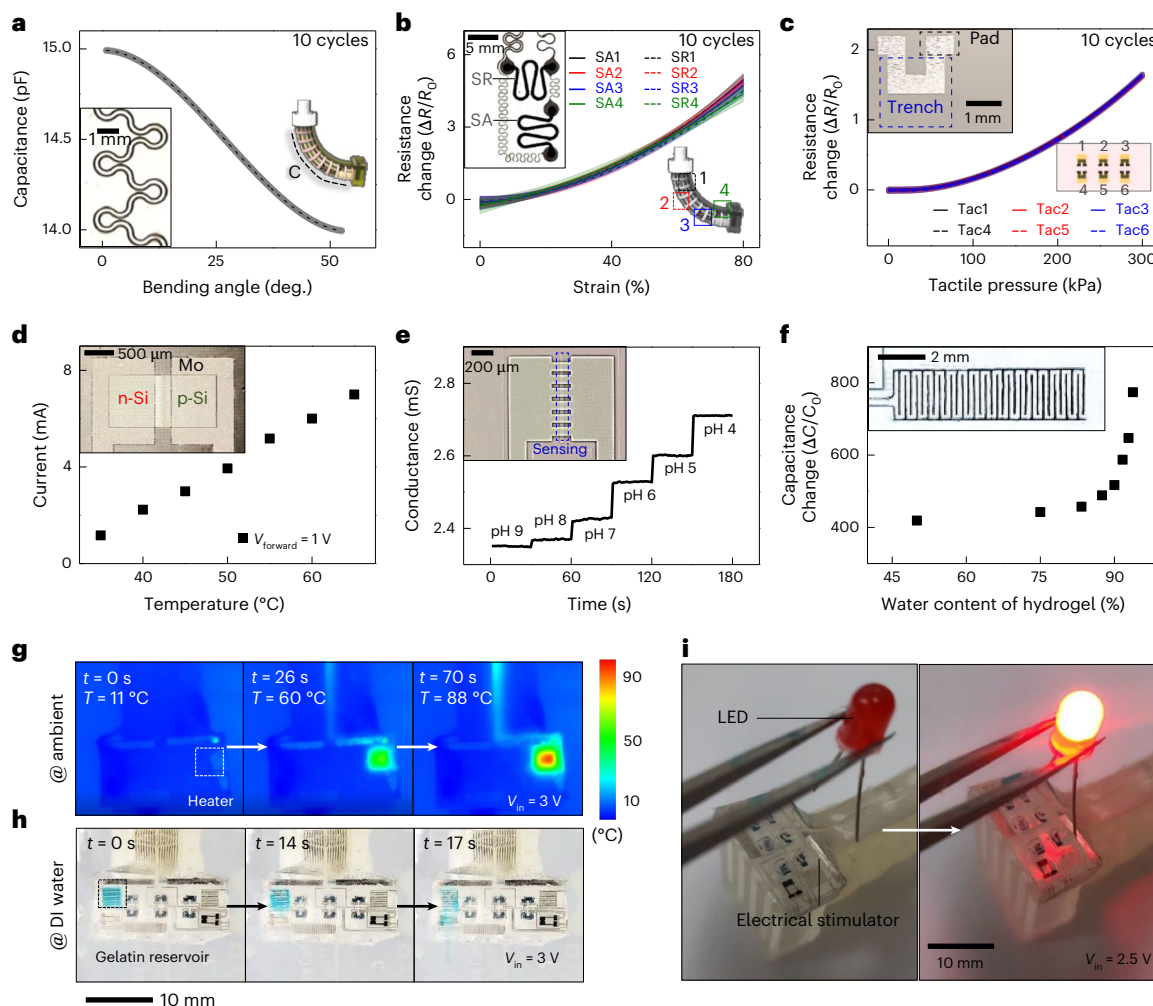 a
10 cycles
15.0
14.5
14.0
Capacitance (pF)
1 mm
C
0
25
50
Bending angle (deg.)
b
10 cycles
6
3
0
Resistance
change (ΔR/R0)
5 mm
SR
SA
SA1
SA2
SA3
SA4
SR1
SR2
SR3
SR4
1
2
3
4
0
40
80
Strain (%)
c
10 cycles
2
1
0
Resistance
change (ΔR/R0)
Pad
Trench
1 mm
1 2 3
4 5 6
Tac1 Tac2 Tac3
Tac4 Tac5 Tac6
0
100
200
300
Tactile pressure (kPa)
d
500 µm
Mo
n-Si
p-Si
8
4
0
Current (mA)
Vforward = 1 V
40
50
60
Temperature (°C)
e
200
µm
Sensing
2.8
2.6
2.4
Conductance (mS)
pH 9
pH 8
pH 7
pH 6
pH 5
pH 4
0
60
120
180
Time (s)
f
2 mm
800
600
400
Capacitance
Change (ΔC/C0)
45
60
75
90
Water content of hydrogel (%)
g
@ ambient
t = 0 s
T = 11 °C
Heater
t = 26 s
T = 60 °C
t = 70 s
T = 88 °C
Vin = 3 V
90
50
10
(°C)
h
@ DI water
t = 0 s
Gelatin reservoir
t = 14 s
t = 17 s
Vin = 3 V
10 mm
i
LED
Electrical stimulator
10 mm
Vin = 2.5 V